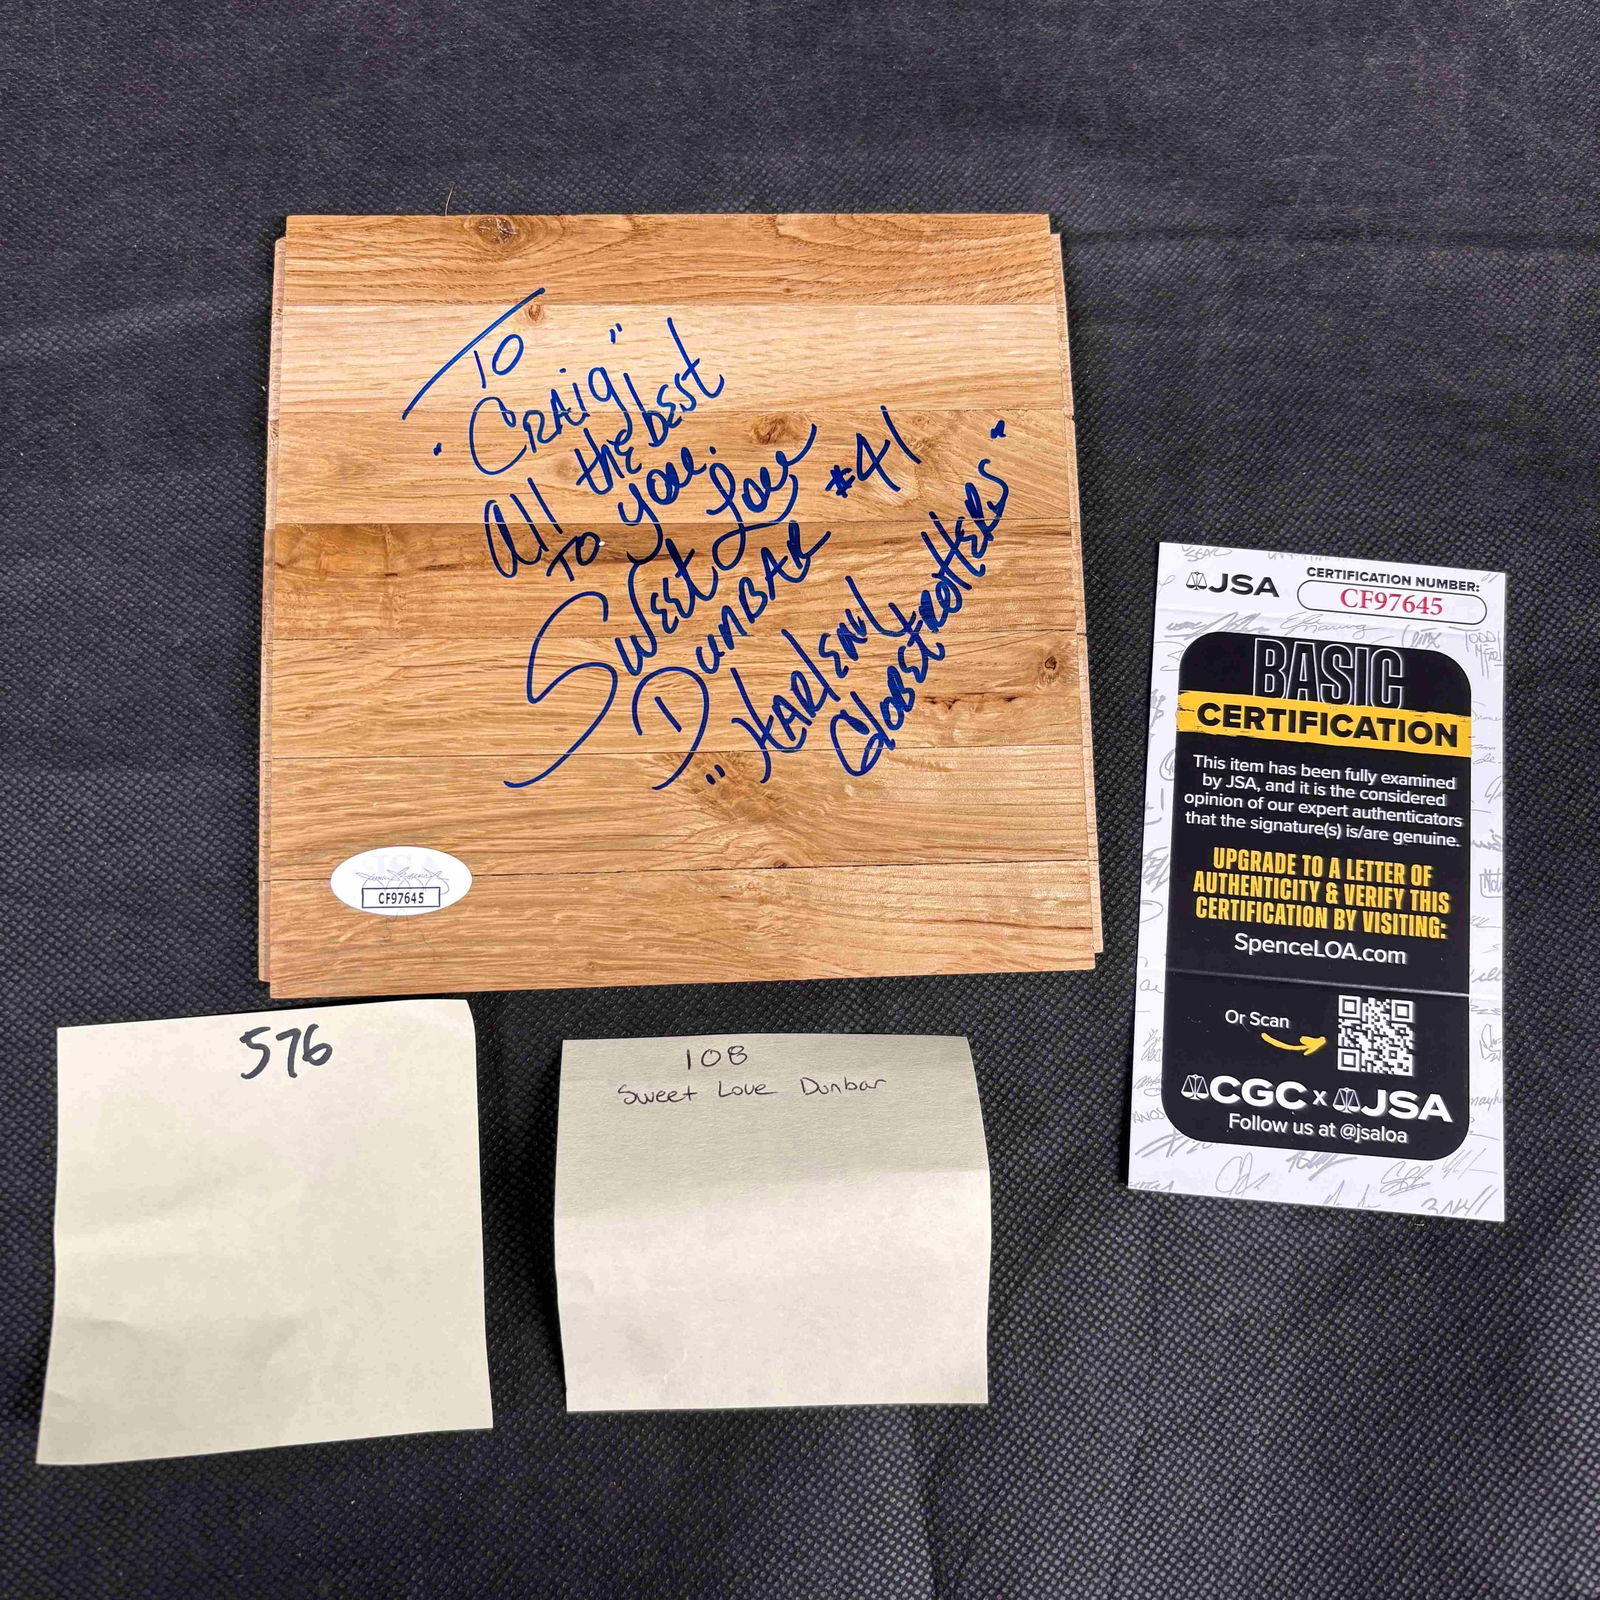 To
"CRAig"
All the best
To you.
Sweet Lou
DUNBAR #41
"HARlEM
GlOBETROttERS"
CF97645
576
108
Sweet Love Dunbar
JSA
CERTIFICATION NUMBER:
CF97645
BASIC
CERTIFICATION
This item has been fully examined
by JSA, and it is the considered
opinion of our expert authenticators
that the signature(s) is/are genuine.
UPGRADE TO A LETTER OF
AUTHENTICITY & VERIFY THIS
CERTIFICATION BY VISITING:
SpenceLOA.com
Or Scan
CGC x JSA
Follow us at @jsaloa